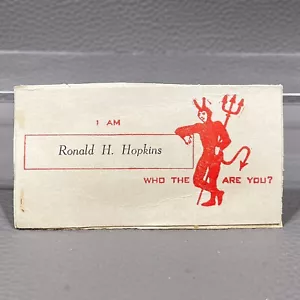 I AM
Ronald H. Hopkins
WHO THE ARE YOU?